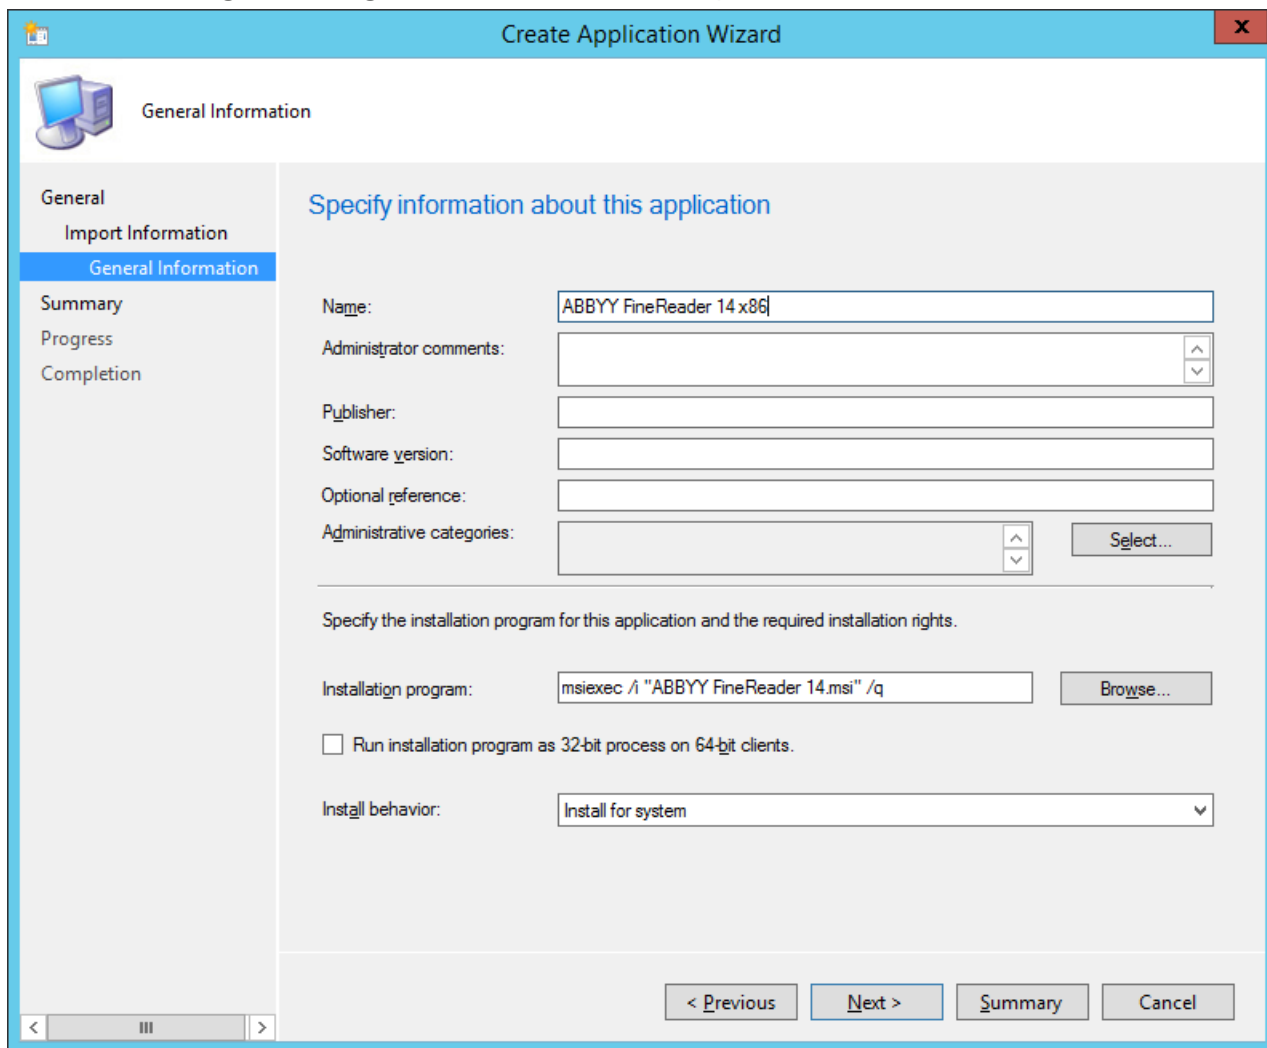 Create Application Wizard
X
General Information
General
Import Information
General Information
Summary
Progress
Completion
Specify information about this application
Name: ABBYY FineReader 14 x86
Administrator comments:
Publisher:
Software version:
Optional reference:
Administrative categories: Select...
Specify the installation program for this application and the required installation rights.
Installation program: msiexec /i "ABBYY FineReader 14.msi" /q Browse...
Run installation program as 32-bit process on 64-bit clients.
Install behavior: Install for system
< Previous Next > Summary Cancel